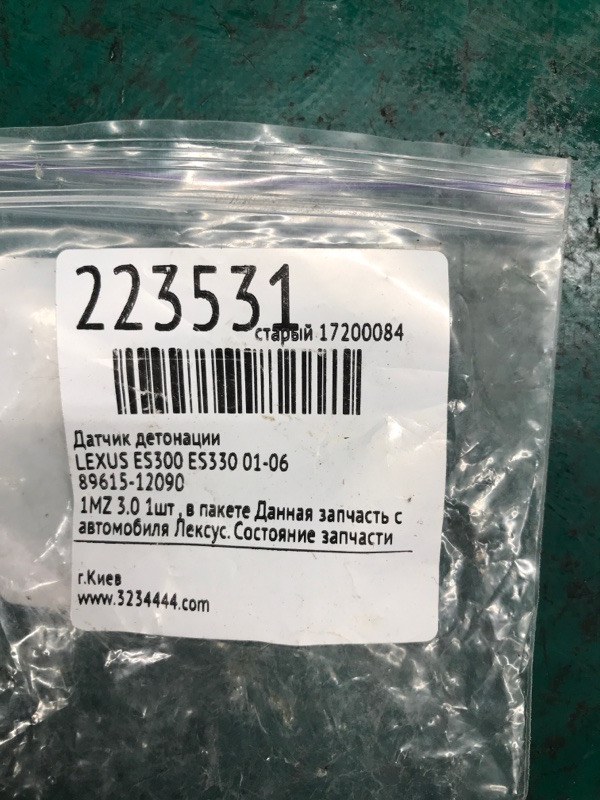 223531
старый 17200084
Датчик детонации
LEXUS ES300 ES330 01-06
89615-12090
1MZ 3.0 1шт , в пакете Данная запчасть с
автомобиля Лексус. Состояние запчасти
г.Киев
www.3234444.com